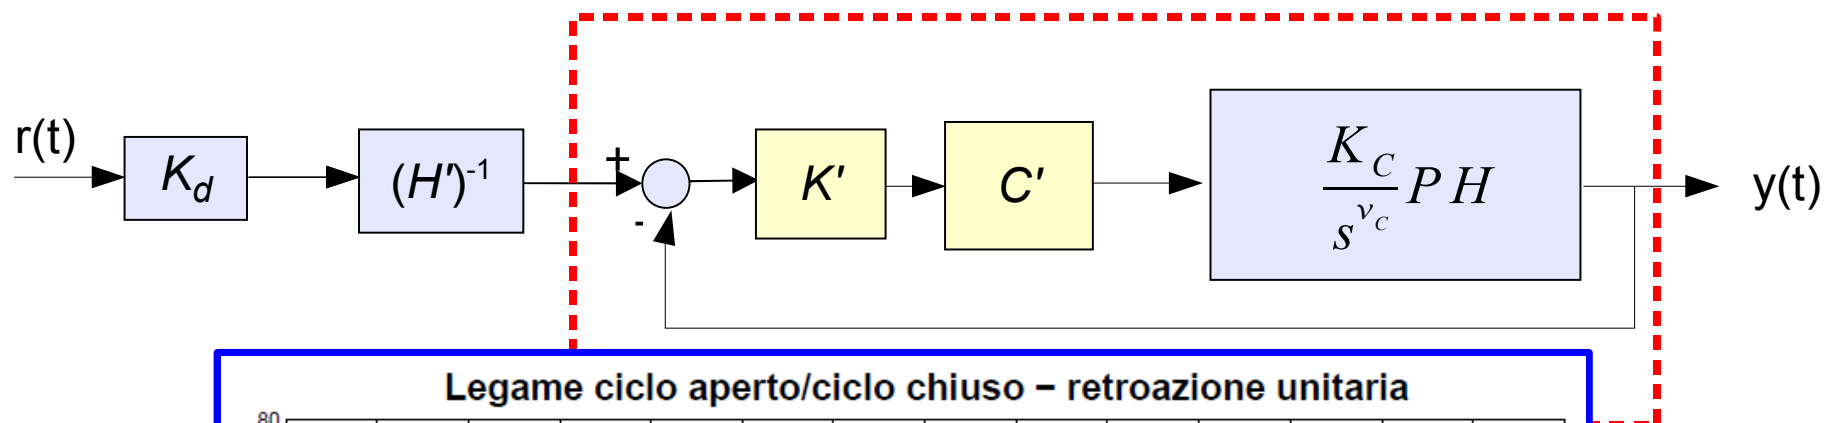 r(t)
K_d
(H')⁻¹
+
-
K'
C'
K_C
s^ν_C
P H
y(t)
Legame ciclo aperto/ciclo chiuso – retroazione unitaria
80